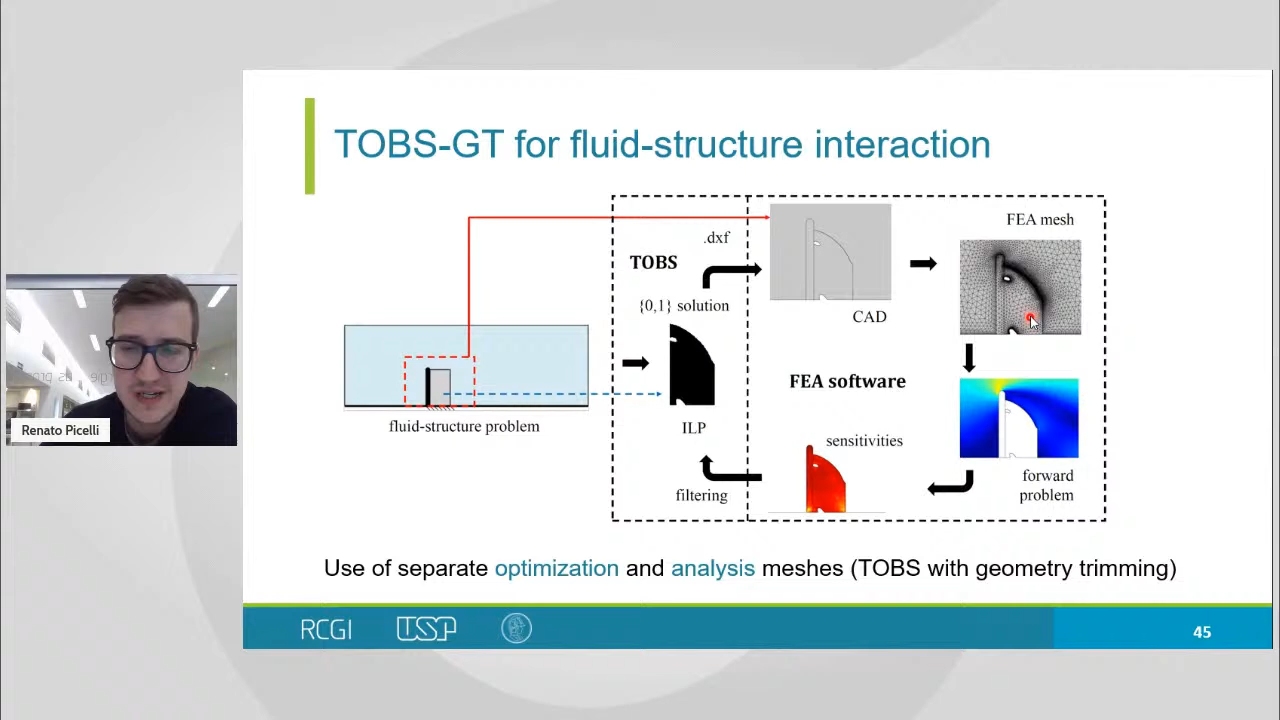 TOBS-GT for fluid-structure interaction
FEA mesh
.dxf
TOBS
{0,1} solution
CAD
FEA software
fluid-structure problem
ILP
sensitivities
forward
problem
filtering
Renato Picelli
Use of separate optimization and analysis meshes (TOBS with geometry trimming)
RCGI
USP
45